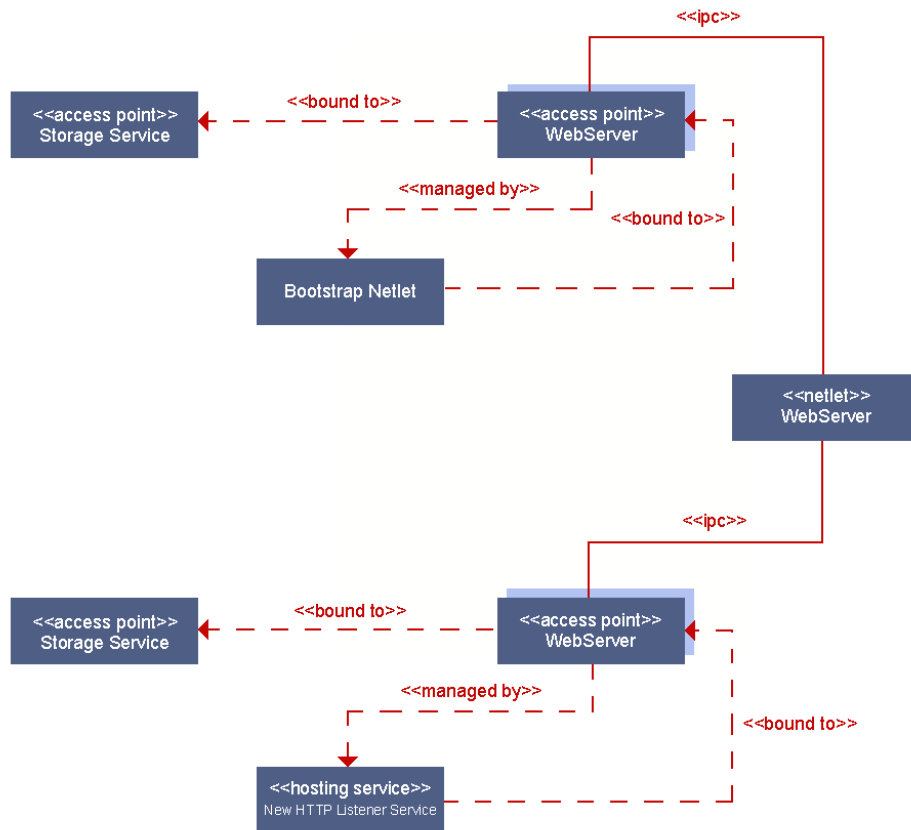 <<ipc>>
<<access point>>
Storage Service
<<bound to>>
<<access point>>
WebServer
<<managed by>>
<<bound to>>
Bootstrap Netlet
<<netlet>>
WebServer
<<ipc>>
<<access point>>
Storage Service
<<bound to>>
<<access point>>
WebServer
<<managed by>>
<<bound to>>
<<hosting service>>
New HTTP Listener Service